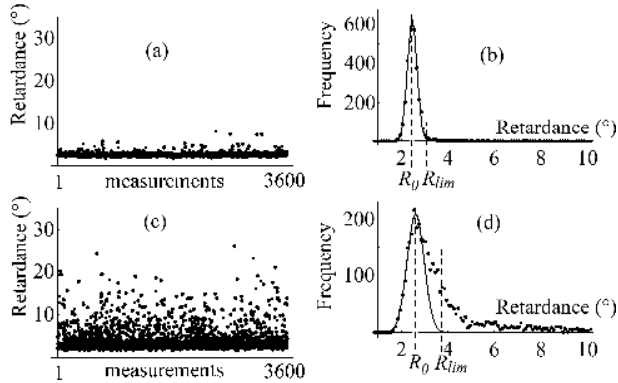 Retardance (°)
30
20
10
(a)
1
measurements
3600
Frequency
600
400
200
(b)
Retardance (°)
2 4 6 8 10
R0 Rlim
Retardance (°)
30
20
10
(c)
1
measurements
3600
Frequency
200
100
(d)
Retardance (°)
2 4 6 8 10
R0 Rlim